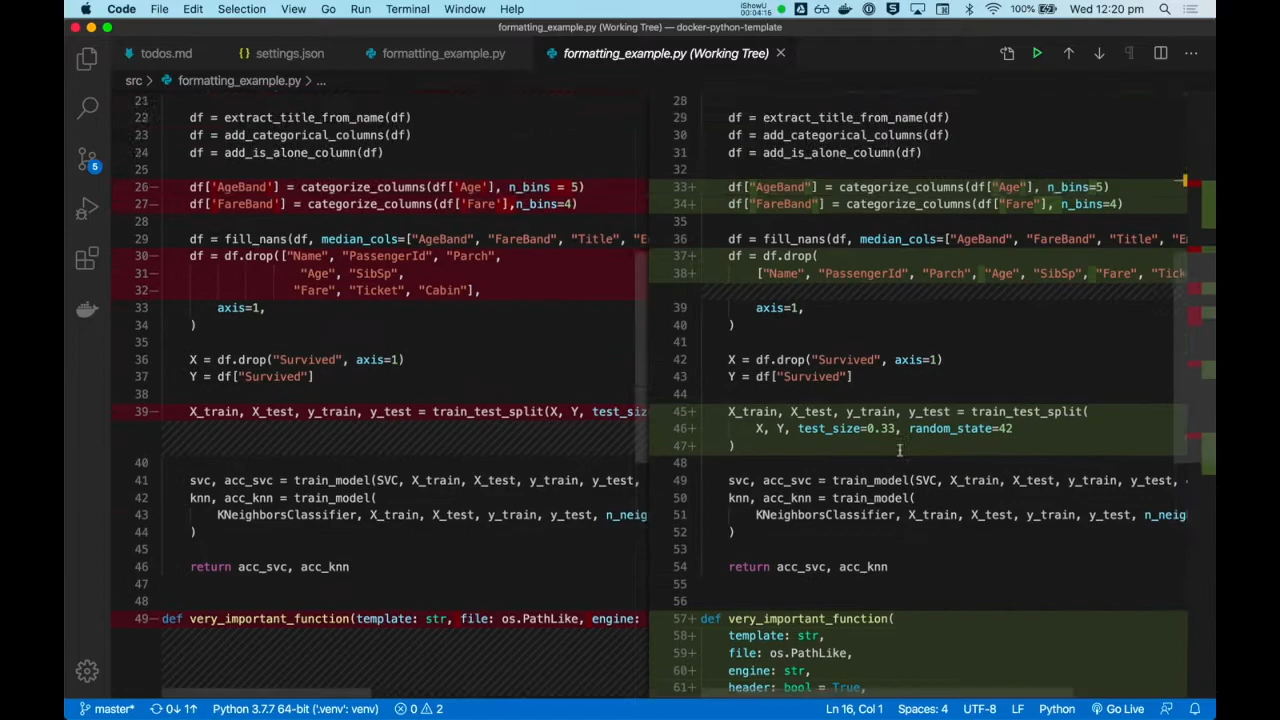 Code File Edit Selection View Go Run Terminal Window Help
iShowU
00:04:15
100%
Wed 12:20 pm
formatting_example.py (Working Tree) — docker-python-template
todos.md
settings.json
formatting_example.py
formatting_example.py (Working Tree)
src > formatting_example.py > ...
5
21
22 df = extract_title_from_name(df)
23 df = add_categorical_columns(df)
24 df = add_is_alone_column(df)
25
26— df['AgeBand'] = categorize_columns(df['Age'], n_bins = 5)
27— df['FareBand'] = categorize_columns(df['Fare'],n_bins=4)
28
29 df = fill_nans(df, median_cols=["AgeBand", "FareBand", "Title", "E
30— df = df.drop(["Name", "PassengerId", "Parch",
31— "Age", "SibSp",
32— "Fare", "Ticket", "Cabin"],
33 axis=1,
34 )
35
36 X = df.drop("Survived", axis=1)
37 Y = df["Survived"]
38
39— X_train, X_test, y_train, y_test = train_test_split(X, Y, test_siz
40
41 svc, acc_svc = train_model(SVC, X_train, X_test, y_train, y_test,
42 knn, acc_knn = train_model(
43 KNeighborsClassifier, X_train, X_test, y_train, y_test, n_neig
44 )
45
46 return acc_svc, acc_knn
47
48
49— def very_important_function(template: str, file: os.PathLike, engine:
28
29 df = extract_title_from_name(df)
30 df = add_categorical_columns(df)
31 df = add_is_alone_column(df)
32
33+ df["AgeBand"] = categorize_columns(df["Age"], n_bins=5)
34+ df["FareBand"] = categorize_columns(df["Fare"], n_bins=4)
35
36 df = fill_nans(df, median_cols=["AgeBand", "FareBand", "Title", "E
37+ df = df.drop(
38+ ["Name", "PassengerId", "Parch", "Age", "SibSp", "Fare", "Tick
39 axis=1,
40 )
41
42 X = df.drop("Survived", axis=1)
43 Y = df["Survived"]
44
45+ X_train, X_test, y_train, y_test = train_test_split(
46+ X, Y, test_size=0.33, random_state=42
47+ )
48
49 svc, acc_svc = train_model(SVC, X_train, X_test, y_train, y_test,
50 knn, acc_knn = train_model(
51 KNeighborsClassifier, X_train, X_test, y_train, y_test, n_neig
52 )
53
54 return acc_svc, acc_knn
55
56
57+ def very_important_function(
58+ template: str,
59+ file: os.PathLike,
60+ engine: str,
61+ header: bool = True,
master* 0↓ 1↑ Python 3.7.7 64-bit ('.venv': venv) 0 2
Ln 16, Col 1 Spaces: 4 UTF-8 LF Python Go Live